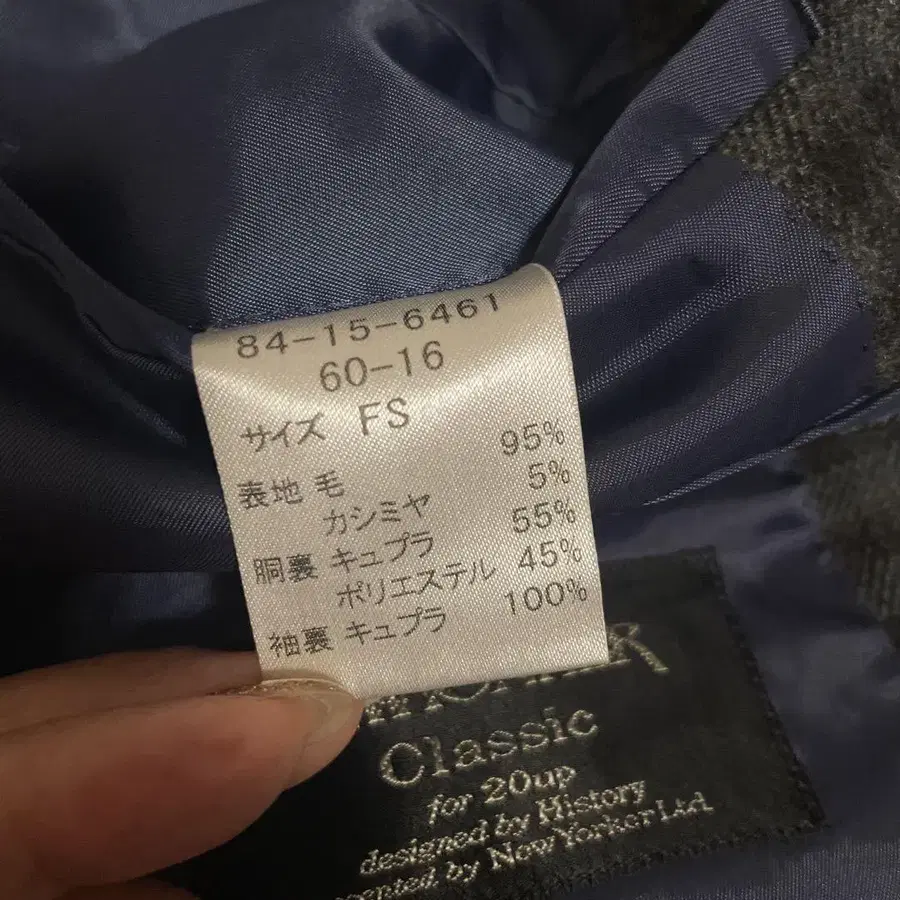 84-15-6461
60-16
サイズ FS
表地 毛 95%
カシミヤ 5%
胴裏 キュプラ 55%
ポリエステル 45%
袖裏 キュプラ 100%
Classic
for 20up
designed by History
by NewYorker Ltd.